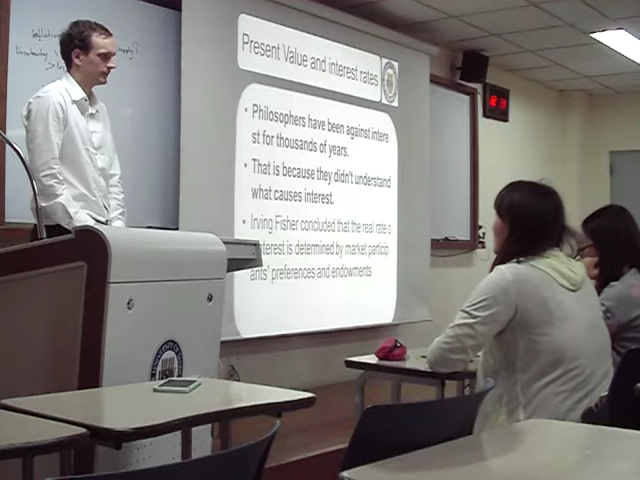 Present Value and interest rates
• Philosophers have been against intere
st for thousands of years.
• That is because they didn't understand
what causes interest.
• Irving Fisher concluded that the real rate o
interest is determined by market particip
ants' preferences and endowments